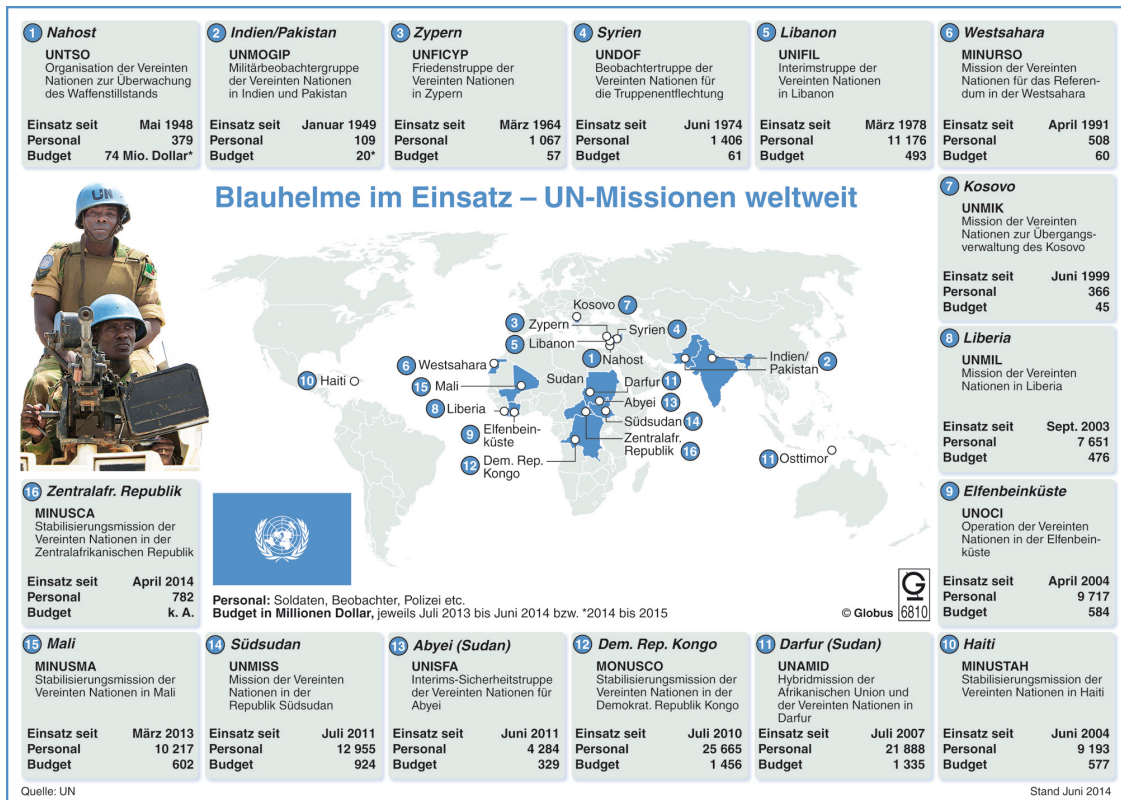 1 Nahost
UNTSO
Organisation der Vereinten
Nationen zur Überwachung
des Waffenstillstands
Einsatz seit Mai 1948
Personal 379
Budget 74 Mio. Dollar*
2 Indien/Pakistan
UNMOGIP
Militärbeobachtergruppe
der Vereinten Nationen
in Indien und Pakistan
Einsatz seit Januar 1949
Personal 109
Budget 20*
3 Zypern
UNFICYP
Friedenstruppe der
Vereinten Nationen
in Zypern
Einsatz seit März 1964
Personal 1 067
Budget 57
4 Syrien
UNDOF
Beobachtertruppe der
Vereinten Nationen für
die Truppenentflechtung
Einsatz seit Juni 1974
Personal 1 406
Budget 61
5 Libanon
UNIFIL
Interimstruppe der
Vereinten Nationen
in Libanon
Einsatz seit März 1978
Personal 11 176
Budget 493
6 Westsahara
MINURSO
Mission der Vereinten
Nationen für das Referen-
dum in der Westsahara
Einsatz seit April 1991
Personal 508
Budget 60
UN
Blauhelme im Einsatz – UN-Missionen weltweit
7 Kosovo
UNMIK
Mission der Vereinten
Nationen zur Übergangs-
verwaltung des Kosovo
Einsatz seit Juni 1999
Personal 366
Budget 45
Kosovo 7
3 Zypern
Syrien 4
5 Libanon
1 Nahost
6 Westsahara
Indien/
Pakistan 2
10 Haiti
15 Mali
Sudan
Darfur 11
8 Liberia
Abyei 13
9 Elfenbein-
küste
Südsudan 14
Zentralafr.
Republik 16
12 Dem. Rep.
Kongo
11 Osttimor
8 Liberia
UNMIL
Mission der Vereinten
Nationen in Liberia
Einsatz seit Sept. 2003
Personal 7 651
Budget 476
16 Zentralafr. Republik
MINUSCA
Stabilisierungsmission der
Vereinten Nationen in der
Zentralafrikanischen Republik
Einsatz seit April 2014
Personal 782
Budget k. A.
9 Elfenbeinküste
UNOCI
Operation der Vereinten
Nationen in der Elfenbein-
küste
Einsatz seit April 2004
Personal 9 717
Budget 584
Personal: Soldaten, Beobachter, Polizei etc.
Budget in Millionen Dollar, jeweils Juli 2013 bis Juni 2014 bzw. *2014 bis 2015
© Globus 6810
15 Mali
MINUSMA
Stabilisierungsmission der
Vereinten Nationen in Mali
Einsatz seit März 2013
Personal 10 217
Budget 602
14 Südsudan
UNMISS
Mission der Vereinten
Nationen in der
Republik Südsudan
Einsatz seit Juli 2011
Personal 12 955
Budget 924
13 Abyei (Sudan)
UNISFA
Interims-Sicherheitstruppe
der Vereinten Nationen für
Abyei
Einsatz seit Juni 2011
Personal 4 284
Budget 329
12 Dem. Rep. Kongo
MONUSCO
Stabilisierungsmission der
Vereinten Nationen in der
Demokrat. Republik Kongo
Einsatz seit Juli 2010
Personal 25 665
Budget 1 456
11 Darfur (Sudan)
UNAMID
Hybridmission der
Afrikanischen Union und
der Vereinten Nationen in
Darfur
Einsatz seit Juli 2007
Personal 21 888
Budget 1 335
10 Haiti
MINUSTAH
Stabilisierungsmission der
Vereinten Nationen in Haiti
Einsatz seit Juni 2004
Personal 9 193
Budget 577
Quelle: UN
Stand Juni 2014